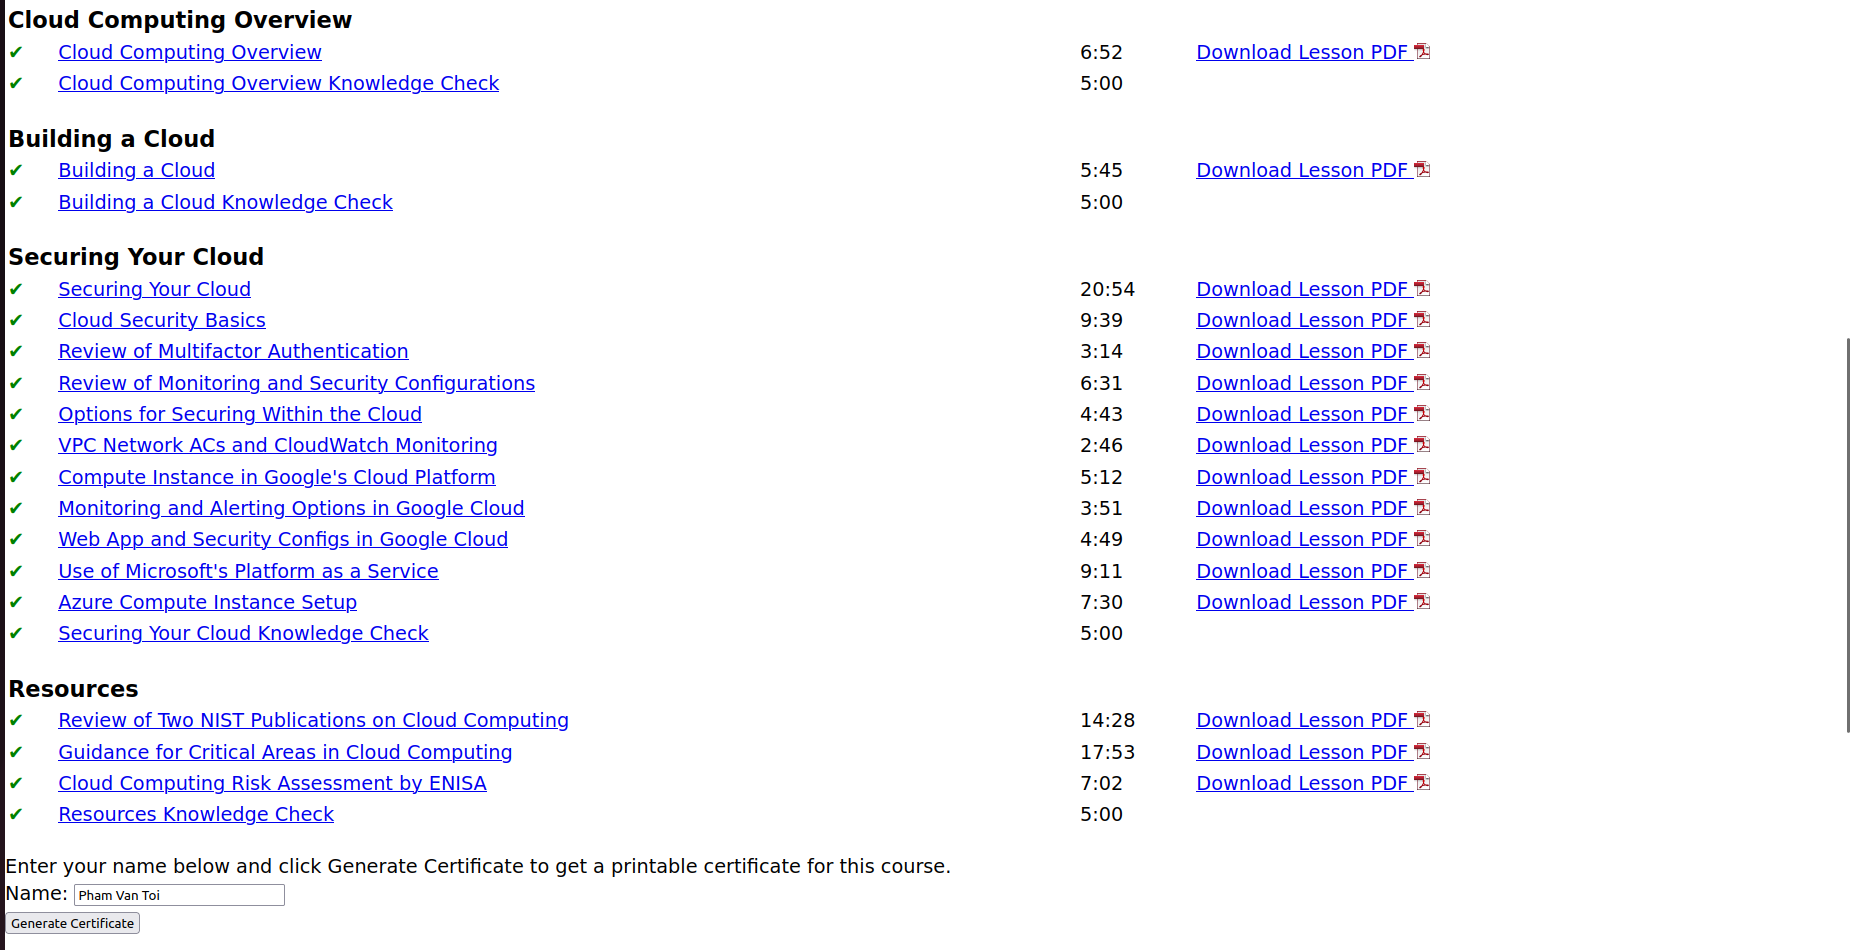 Cloud Computing Overview
✔ Cloud Computing Overview 6:52 Download Lesson PDF
✔ Cloud Computing Overview Knowledge Check 5:00
Building a Cloud
✔ Building a Cloud 5:45 Download Lesson PDF
✔ Building a Cloud Knowledge Check 5:00
Securing Your Cloud
✔ Securing Your Cloud 20:54 Download Lesson PDF
✔ Cloud Security Basics 9:39 Download Lesson PDF
✔ Review of Multifactor Authentication 3:14 Download Lesson PDF
✔ Review of Monitoring and Security Configurations 6:31 Download Lesson PDF
✔ Options for Securing Within the Cloud 4:43 Download Lesson PDF
✔ VPC Network ACs and CloudWatch Monitoring 2:46 Download Lesson PDF
✔ Compute Instance in Google's Cloud Platform 5:12 Download Lesson PDF
✔ Monitoring and Alerting Options in Google Cloud 3:51 Download Lesson PDF
✔ Web App and Security Configs in Google Cloud 4:49 Download Lesson PDF
✔ Use of Microsoft's Platform as a Service 9:11 Download Lesson PDF
✔ Azure Compute Instance Setup 7:30 Download Lesson PDF
✔ Securing Your Cloud Knowledge Check 5:00
Resources
✔ Review of Two NIST Publications on Cloud Computing 14:28 Download Lesson PDF
✔ Guidance for Critical Areas in Cloud Computing 17:53 Download Lesson PDF
✔ Cloud Computing Risk Assessment by ENISA 7:02 Download Lesson PDF
✔ Resources Knowledge Check 5:00
Enter your name below and click Generate Certificate to get a printable certificate for this course.
Name: Pham Van Toi
Generate Certificate